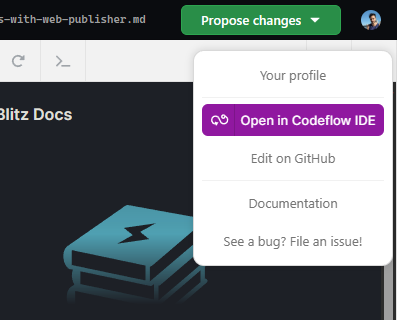 s-with-web-publisher.md
Propose changes
Your profile
Blitz Docs
Open in Codeflow IDE
Edit on GitHub
Documentation
See a bug? File an issue!